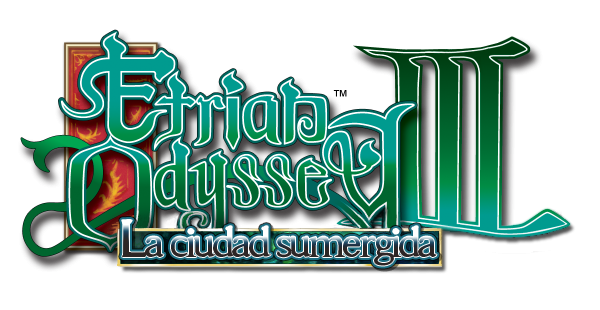 Etrian™
Odyssey III
La ciudad sumergida